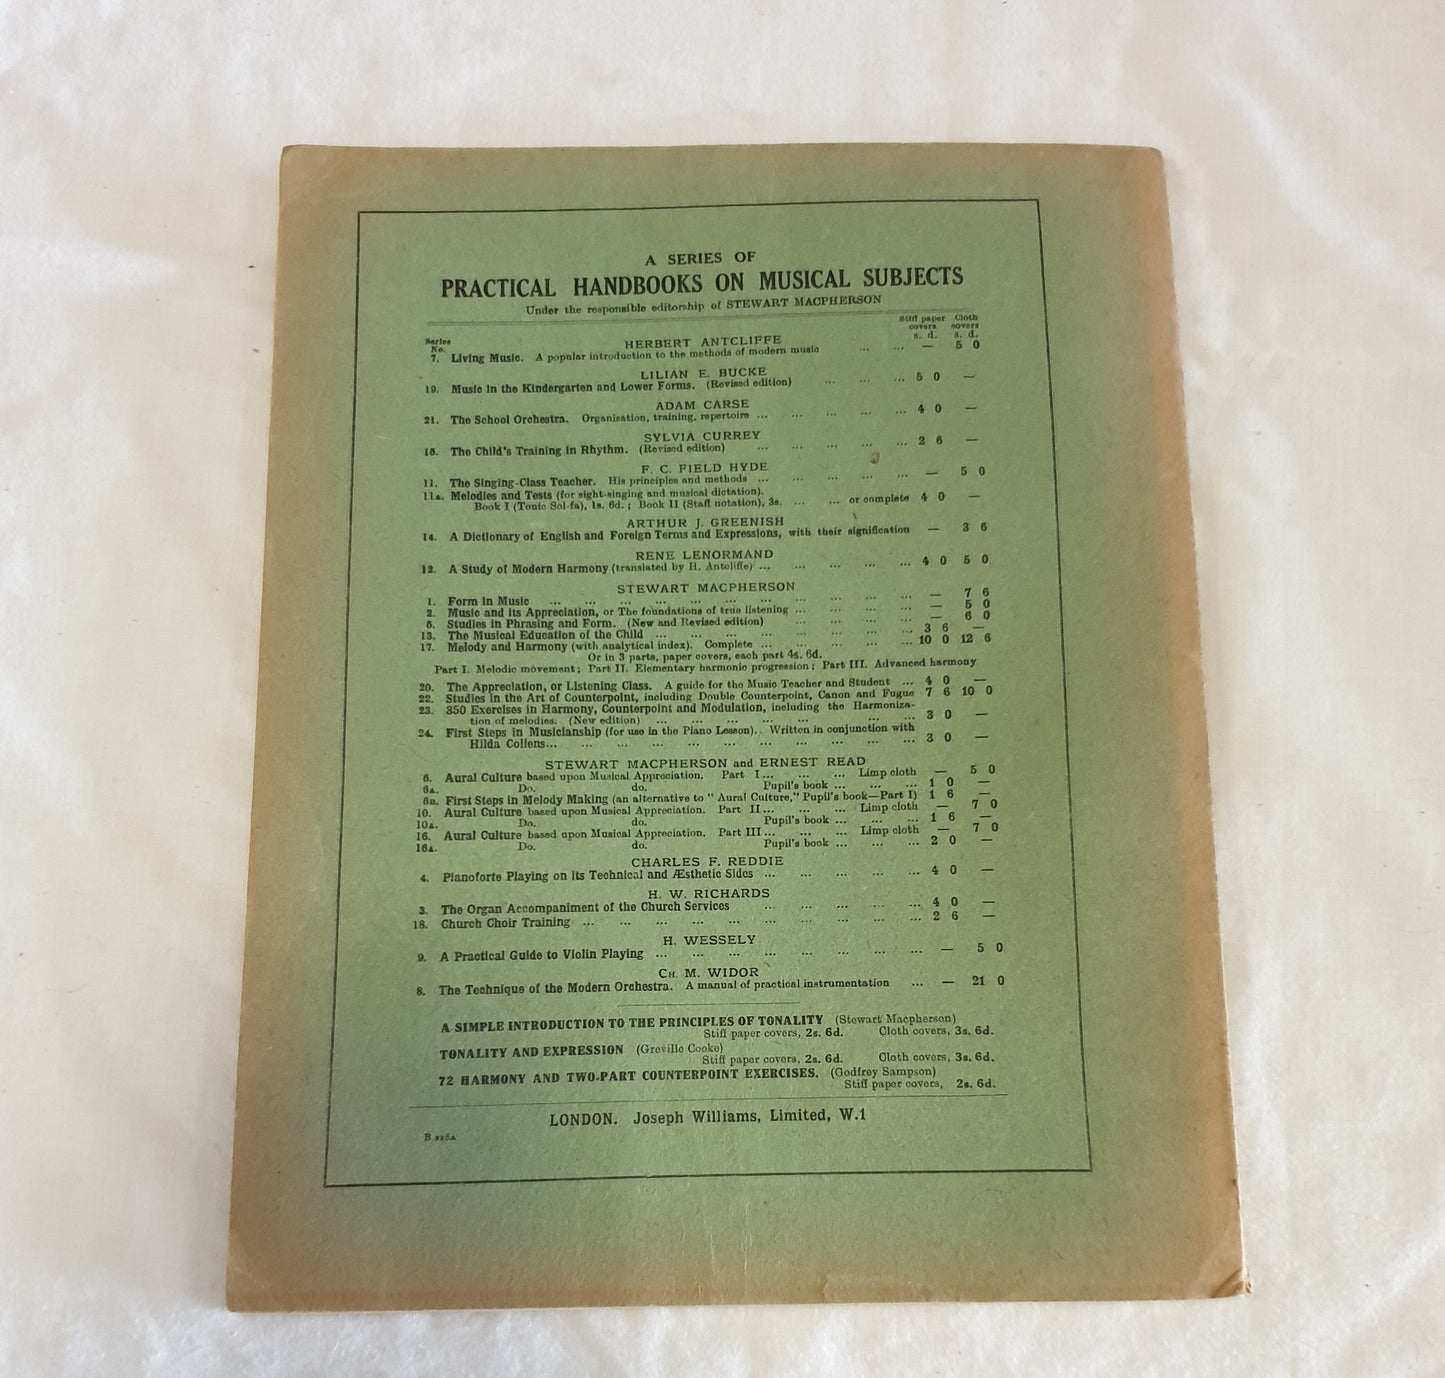 A SERIES OF
PRACTICAL HANDBOOKS ON MUSICAL SUBJECTS
Under the responsible editorship of STEWART MACPHERSON
Stiff paper Cloth
covers covers
Series s. d. s. d.
No. HERBERT ANTCLIFFE
7. Living Music. A popular introduction to the methods of modern music ... ... — 5 0
LILIAN E. BUCKE
19. Music in the Kindergarten and Lower Forms. (Revised edition) ... ... ... 5 0 —
ADAM CARSE
21. The School Orchestra. Organisation, training, repertoire ... ... ... ... ... 4 0 —
SYLVIA CURREY
15. The Child's Training in Rhythm. (Revised edition) ... ... ... ... ... 2 6 —
F. C. FIELD HYDE
11. The Singing-Class Teacher. His principles and methods ... ... ... ... ... — 5 0
11A. Melodies and Tests (for sight-singing and musical dictation).
Book I (Tonic Sol-fa), 1s. 6d.; Book II (Staff notation), 3s. ... ... or complete 4 0 —
ARTHUR J. GREENISH
14. A Dictionary of English and Foreign Terms and Expressions, with their signification — 3 6
RENE LENORMAND
12. A Study of Modern Harmony (translated by H. Antcliffe) ... ... ... ... ... 4 0 5 0
STEWART MACPHERSON
1. Form in Music ... ... ... ... ... ... ... ... ... ... ... — 7 6
2. Music and its Appreciation, or The foundations of true listening ... ... ... ... — 5 0
5. Studies in Phrasing and Form. (New and Revised edition) ... ... ... ... — 6 0
13. The Musical Education of the Child ... ... ... ... ... ... ... ... 3 6 —
17. Melody and Harmony (with analytical index). Complete ... ... ... ... ... 10 0 12 6
Or in 3 parts, paper covers, each part 4s. 6d.
Part I. Melodic movement; Part II. Elementary harmonic progression; Part III. Advanced harmony
20. The Appreciation, or Listening Class. A guide for the Music Teacher and Student ... 4 0 —
22. Studies in the Art of Counterpoint, including Double Counterpoint, Canon and Fugue 7 6 10 0
23. 350 Exercises in Harmony, Counterpoint and Modulation, including the Harmoniza-
tion of melodies. (New edition) ... ... ... ... ... ... ... 3 0 —
24. First Steps in Musicianship (for use in the Piano Lesson). Written in conjunction with
Hilda Collens... ... ... ... ... ... ... ... ... ... ... 3 0 —
STEWART MACPHERSON and ERNEST READ
6. Aural Culture based upon Musical Appreciation. Part I ... ... ... Limp cloth — 5 0
6A. Do. do. Pupil's book ... ... ... 1 0 —
6B. First Steps in Melody Making (an alternative to "Aural Culture," Pupil's book—Part I) 1 6 —
10. Aural Culture based upon Musical Appreciation. Part II ... ... ... Limp cloth — 7 0
10A. Do. do. Pupil's book ... ... ... 1 6 —
16. Aural Culture based upon Musical Appreciation. Part III ... ... ... Limp cloth — 7 0
16A. Do. do. Pupil's book ... ... ... 2 0 —
CHARLES F. REDDIE
4. Pianoforte Playing on its Technical and Æsthetic Sides ... ... ... ... ... 4 0 —
H. W. RICHARDS
3. The Organ Accompaniment of the Church Services ... ... ... ... ... 4 0 —
18. Church Choir Training ... ... ... ... ... ... ... ... ... ... 2 6 —
H. WESSELY
9. A Practical Guide to Violin Playing ... ... ... ... ... ... ... ... — 5 0
CH. M. WIDOR
8. The Technique of the Modern Orchestra. A manual of practical instrumentation ... — 21 0
A SIMPLE INTRODUCTION TO THE PRINCIPLES OF TONALITY (Stewart Macpherson)
Stiff paper covers, 2s. 6d. Cloth covers, 3s. 6d.
TONALITY AND EXPRESSION (Greville Cooke)
Stiff paper covers, 2s. 6d. Cloth covers, 3s. 6d.
72 HARMONY AND TWO-PART COUNTERPOINT EXERCISES. (Godfrey Sampson)
Stiff paper covers, 2s. 6d.
LONDON. Joseph Williams, Limited, W.1